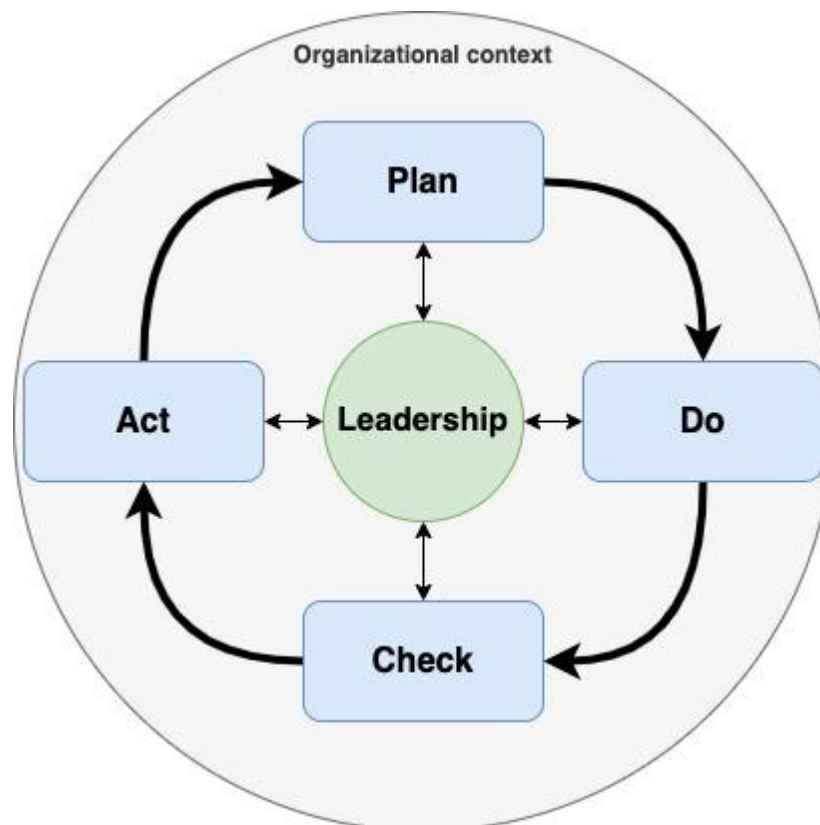 Organizational context
Plan
Act
Leadership
Do
Check